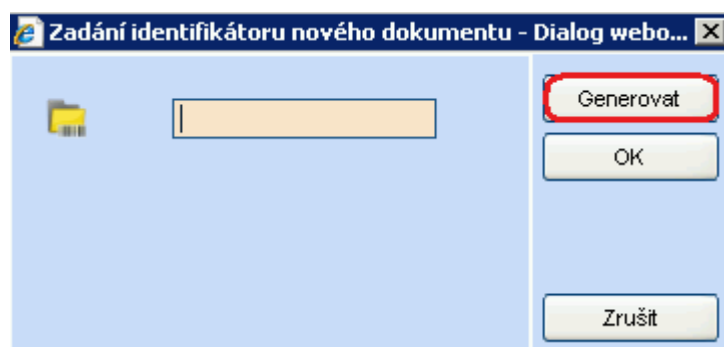 Zadání identifikátoru nového dokumentu - Dialog webo...
Generovat
OK
Zrušit